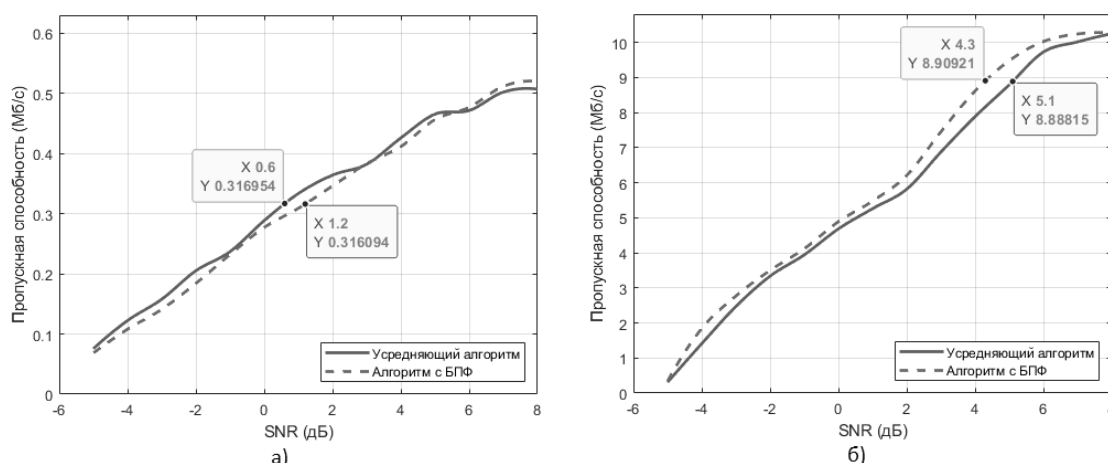 0.6
0.5
0.4
0.3
0.2
0.1
0
Пропускная способность (Мб/с)
X 0.6
Y 0.316954
X 1.2
Y 0.316094
Усредняющий алгоритм
Алгоритм с БПФ
-6 -4 -2 0 2 4 6 8
SNR (дБ)
а)
10
9
8
7
6
5
4
3
2
1
0
Пропускная способность (Мб/с)
X 4.3
Y 8.90921
X 5.1
Y 8.88815
Усредняющий алгоритм
Алгоритм с БПФ
-6 -4 -2 0 2 4 6 8
SNR (дБ)
б)